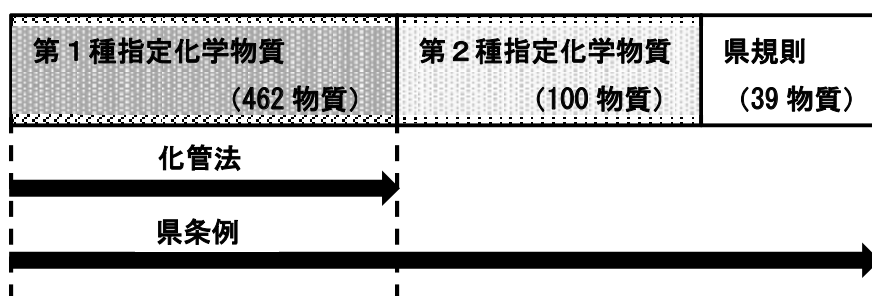 第1種指定化学物質
（462 物質）
第2種指定化学物質
（100 物質）
県規則
（39 物質）
化管法
県条例